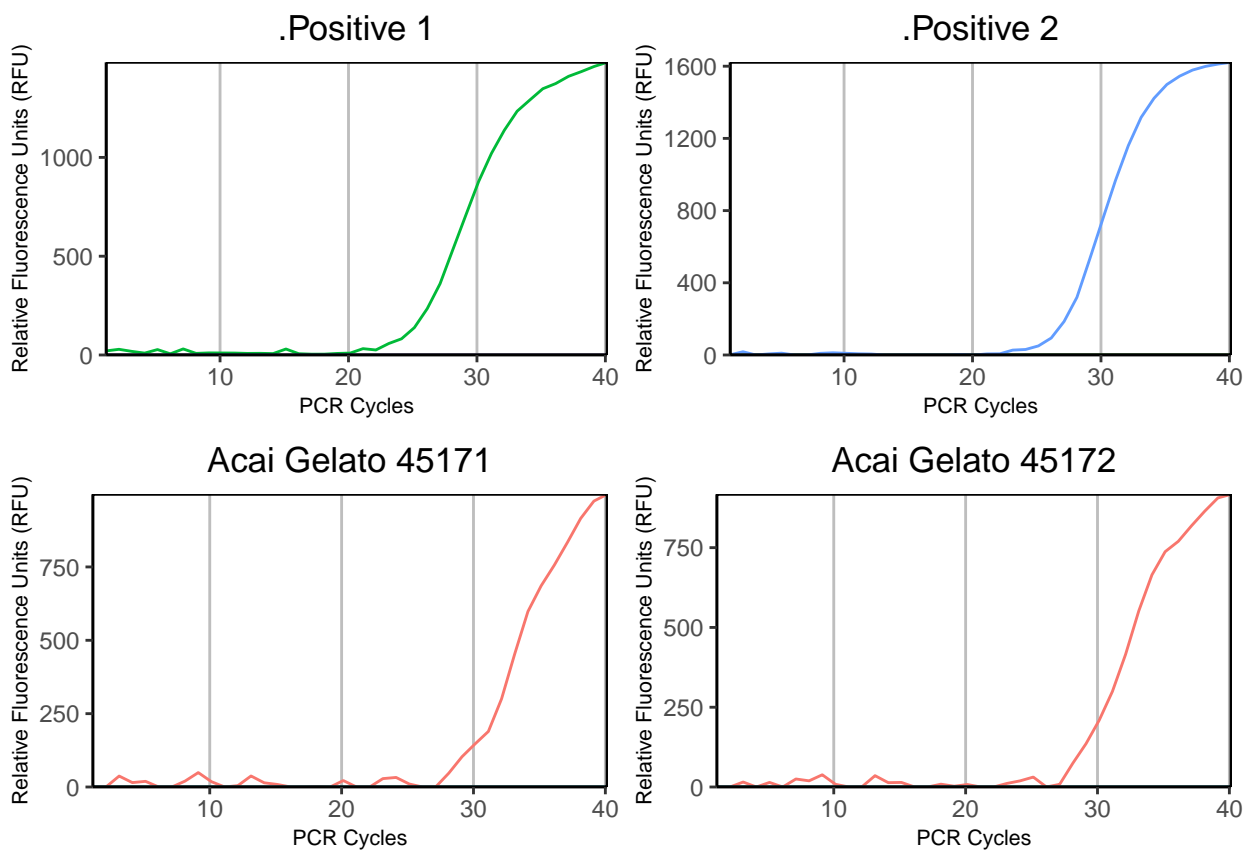 .Positive 1
Relative Fluorescence Units (RFU)
1000
500
0
10 20 30 40
PCR Cycles
.Positive 2
Relative Fluorescence Units (RFU)
1600
1200
800
400
0
10 20 30 40
PCR Cycles
Acai Gelato 45171
Relative Fluorescence Units (RFU)
750
500
250
0
10 20 30 40
PCR Cycles
Acai Gelato 45172
Relative Fluorescence Units (RFU)
750
500
250
0
10 20 30 40
PCR Cycles